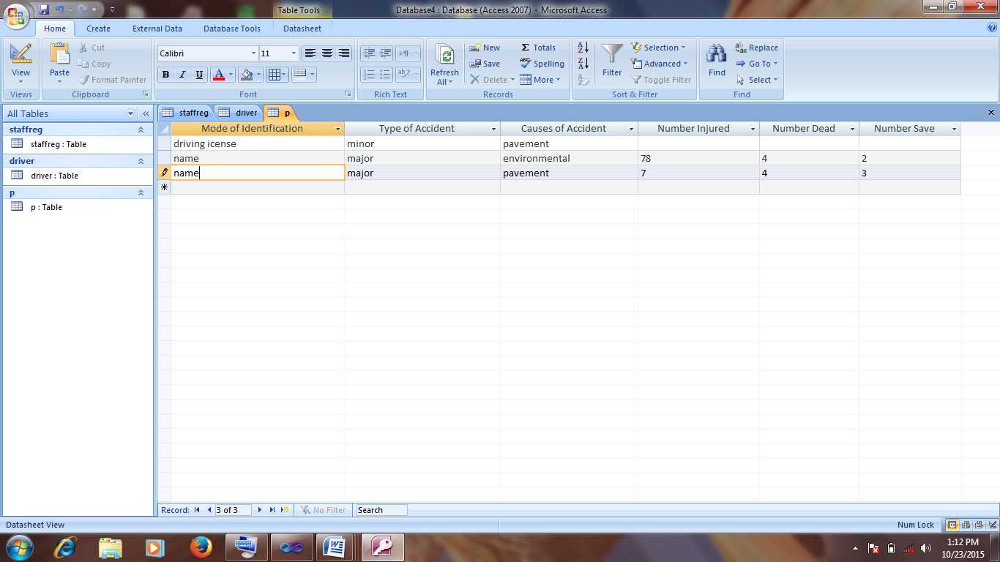 Table Tools
Database4 : Database (Access 2007) - Microsoft Access
Home Create External Data Database Tools Datasheet
View
Views
Paste
Cut
Copy
Format Painter
Clipboard
Calibri 11
B I U A
Font
ab
Rich Text
Refresh
All
New
Save
Delete
Σ Totals
ABC Spelling
More
Records
A Z
Z A
Filter
Selection
Advanced
Toggle Filter
Sort & Filter
Find
Replace
Go To
Select
Find
All Tables «
staffreg
staffreg : Table
driver
driver : Table
p
p : Table
staffreg driver p
Mode of Identification Type of Accident Causes of Accident Number Injured Number Dead Number Save
driving icense minor pavement
name major environmental 78 4 2
name major pavement 7 4 3
Record: 3 of 3 No Filter Search
Datasheet View Num Lock
1:12 PM
10/23/2015